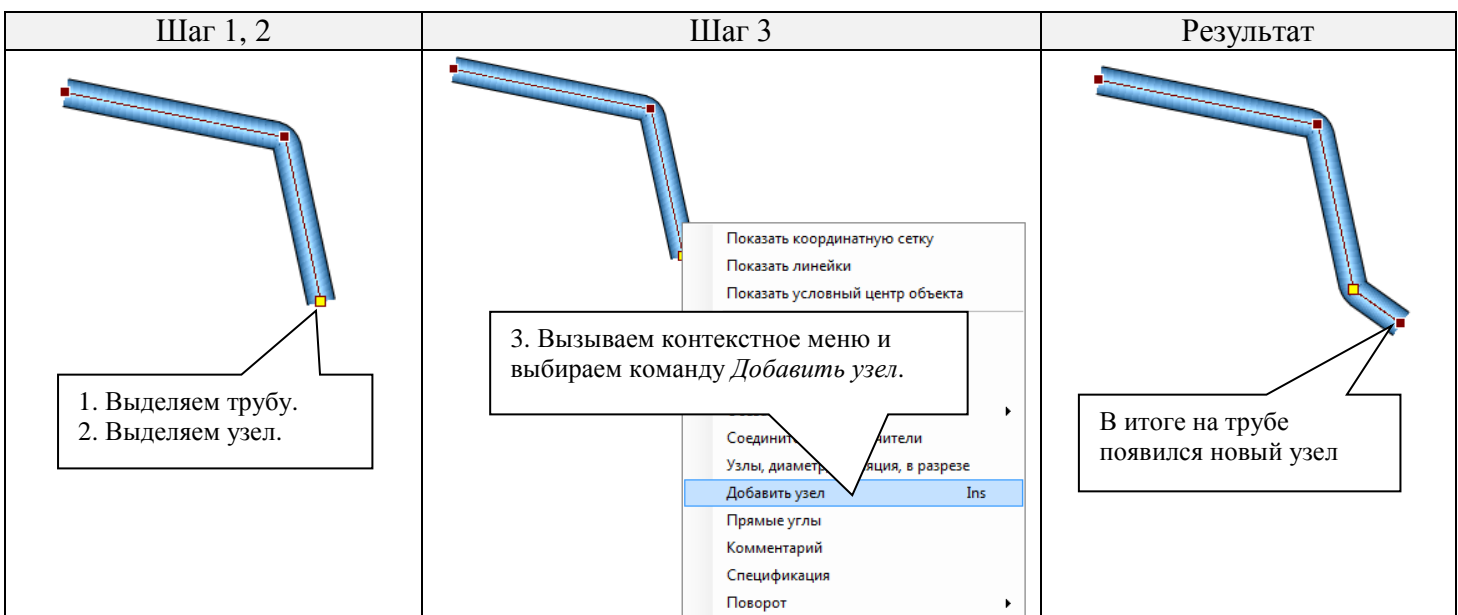 Шаг 1, 2
Шаг 3
Результат
1. Выделяем трубу.
2. Выделяем узел.
Показать координатную сетку
Показать линейки
Показать условный центр объекта
3. Вызываем контекстное меню и
выбираем команду Добавить узел.
Узлы, в разрезе
Добавить узел Ins
Прямые углы
Комментарий
Спецификация
Поворот
В итоге на трубе
появился новый узел